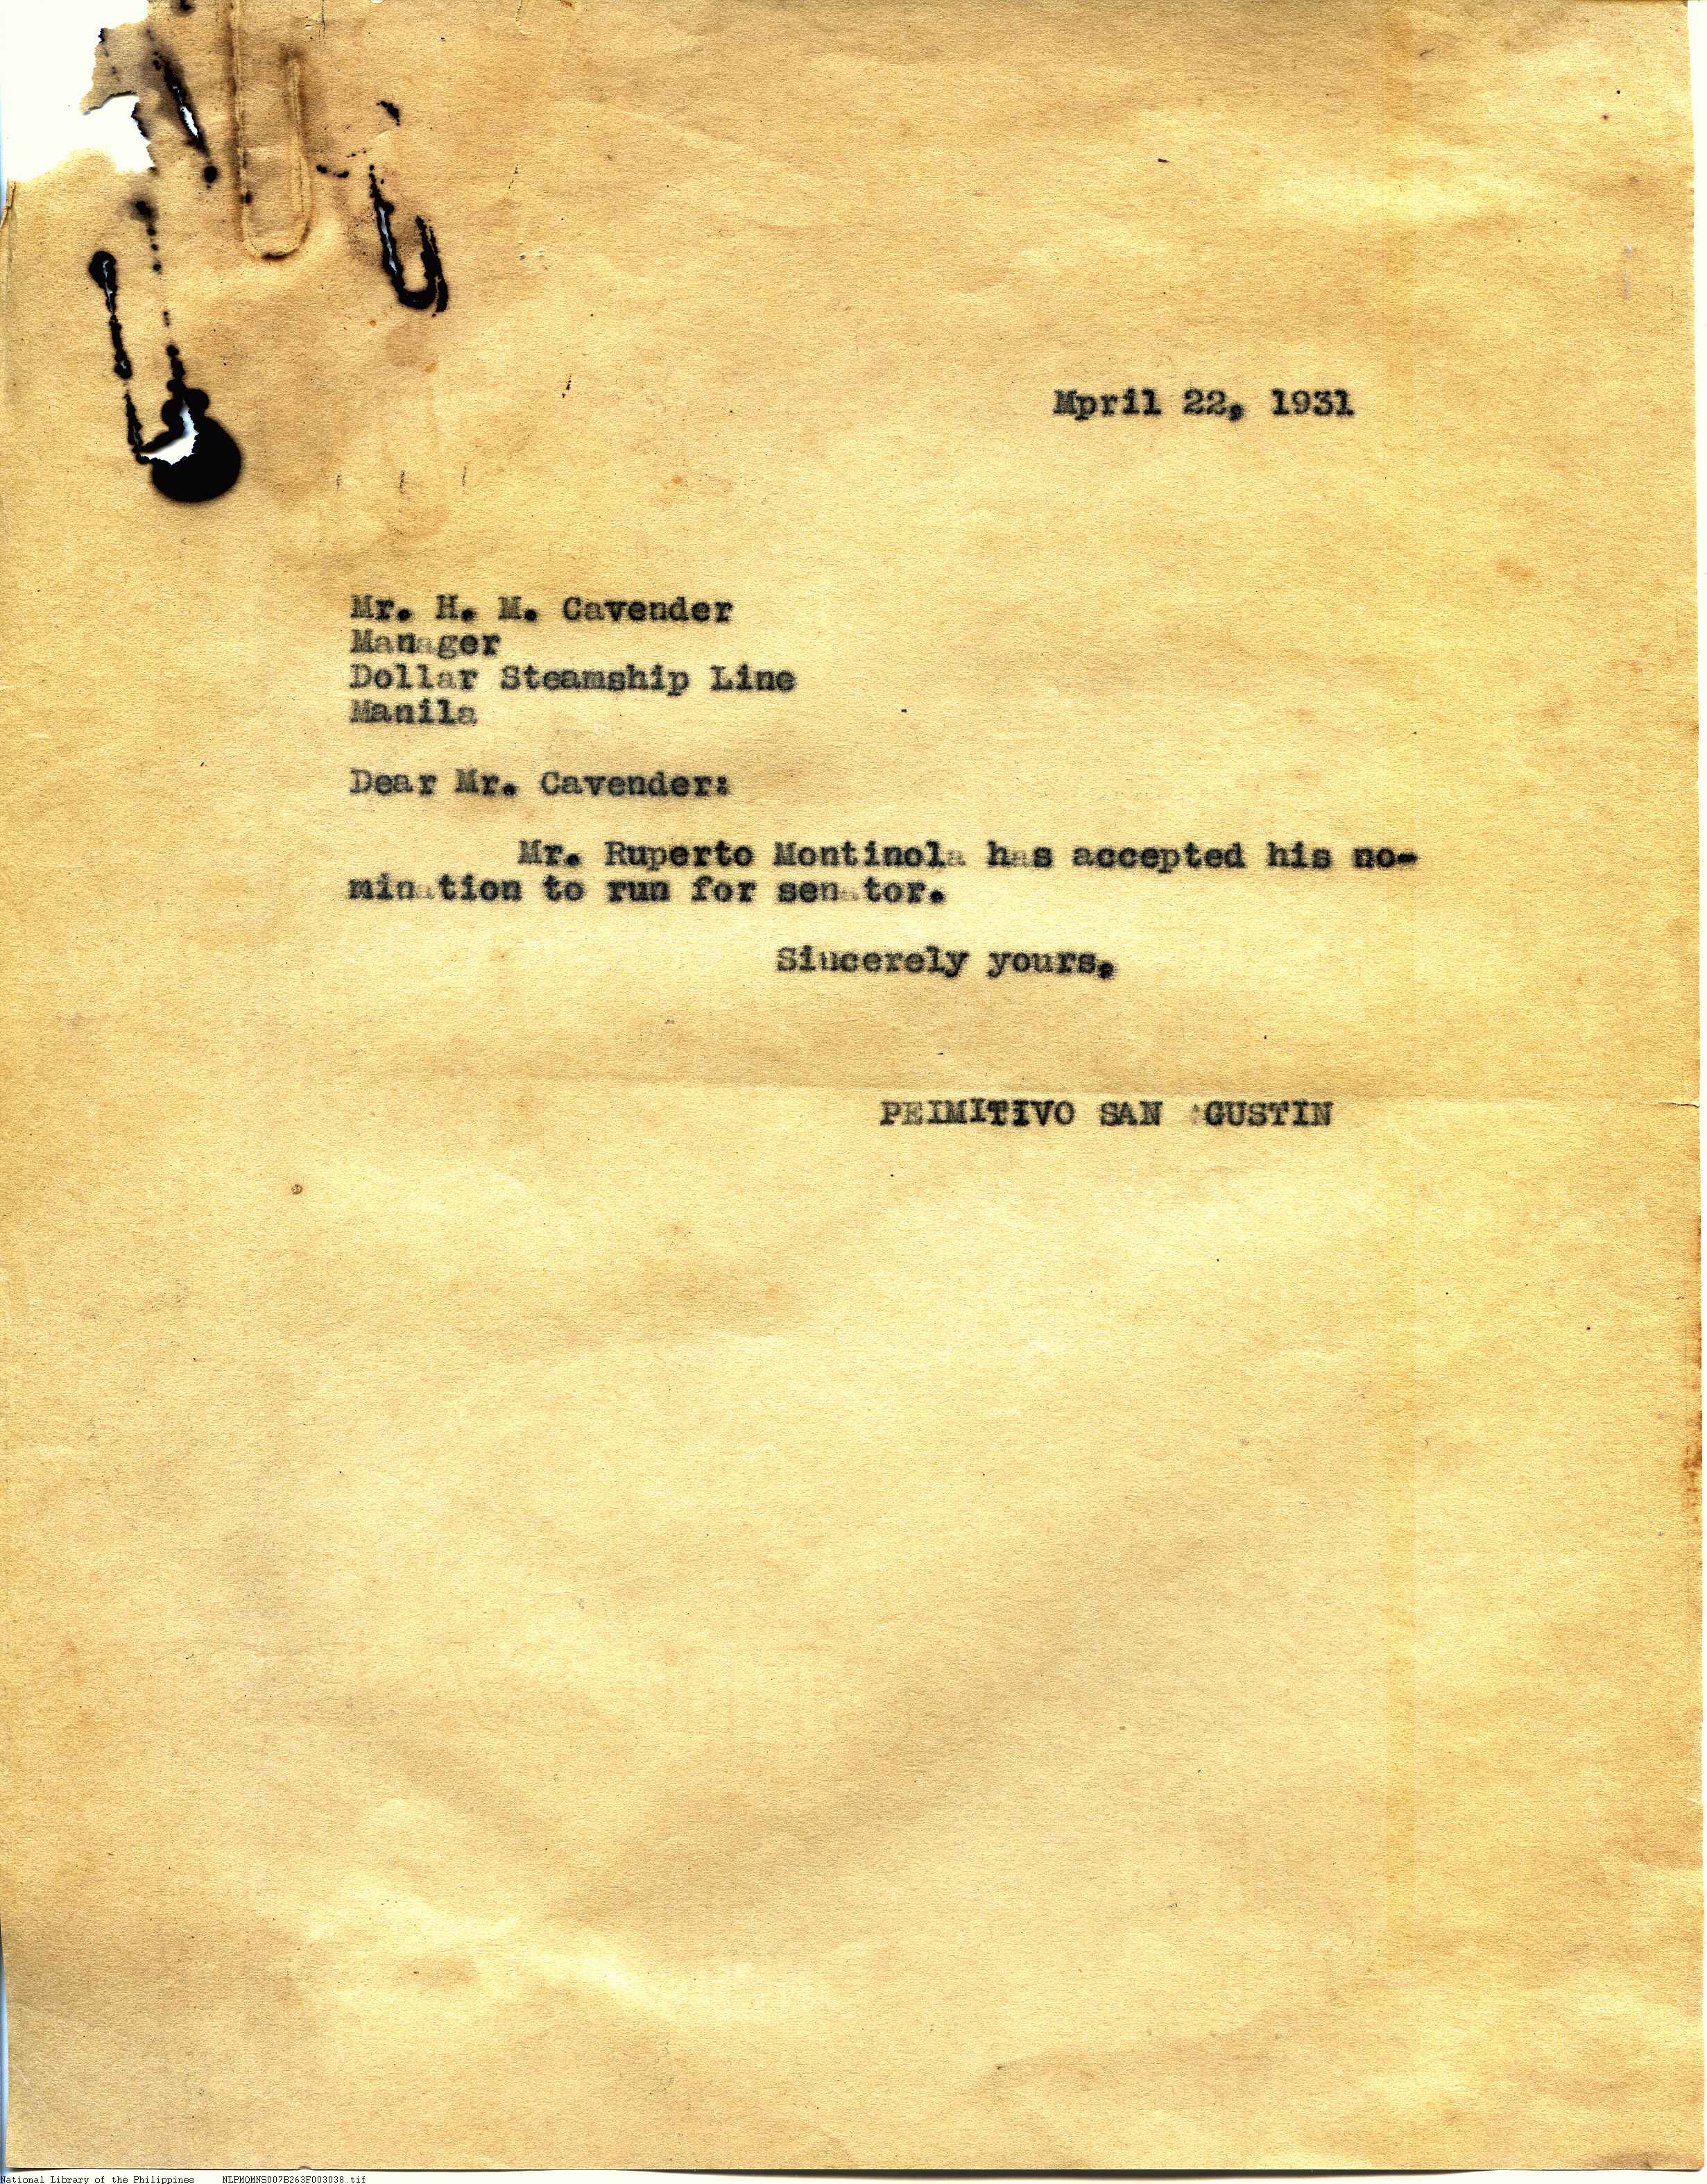 Mpril 22, 1931
Mr. H. M. Cavender
Manager
Dollar Steamship Line
Manila
Dear Mr. Cavender:
Mr. Ruperto Montinola has accepted his no-
mination to run for senator.
Sincerely yours,
PRIMITIVO SAN AGUSTIN
National Library of the Philippines NLPMQMNS007B263F003038.tif